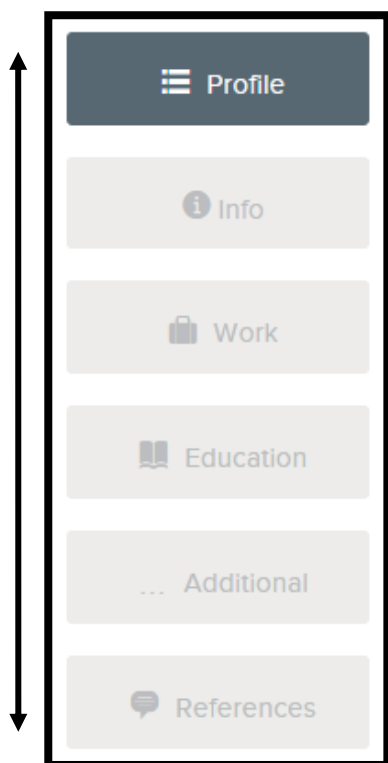 Profile
Info
Work
Education
... Additional
References